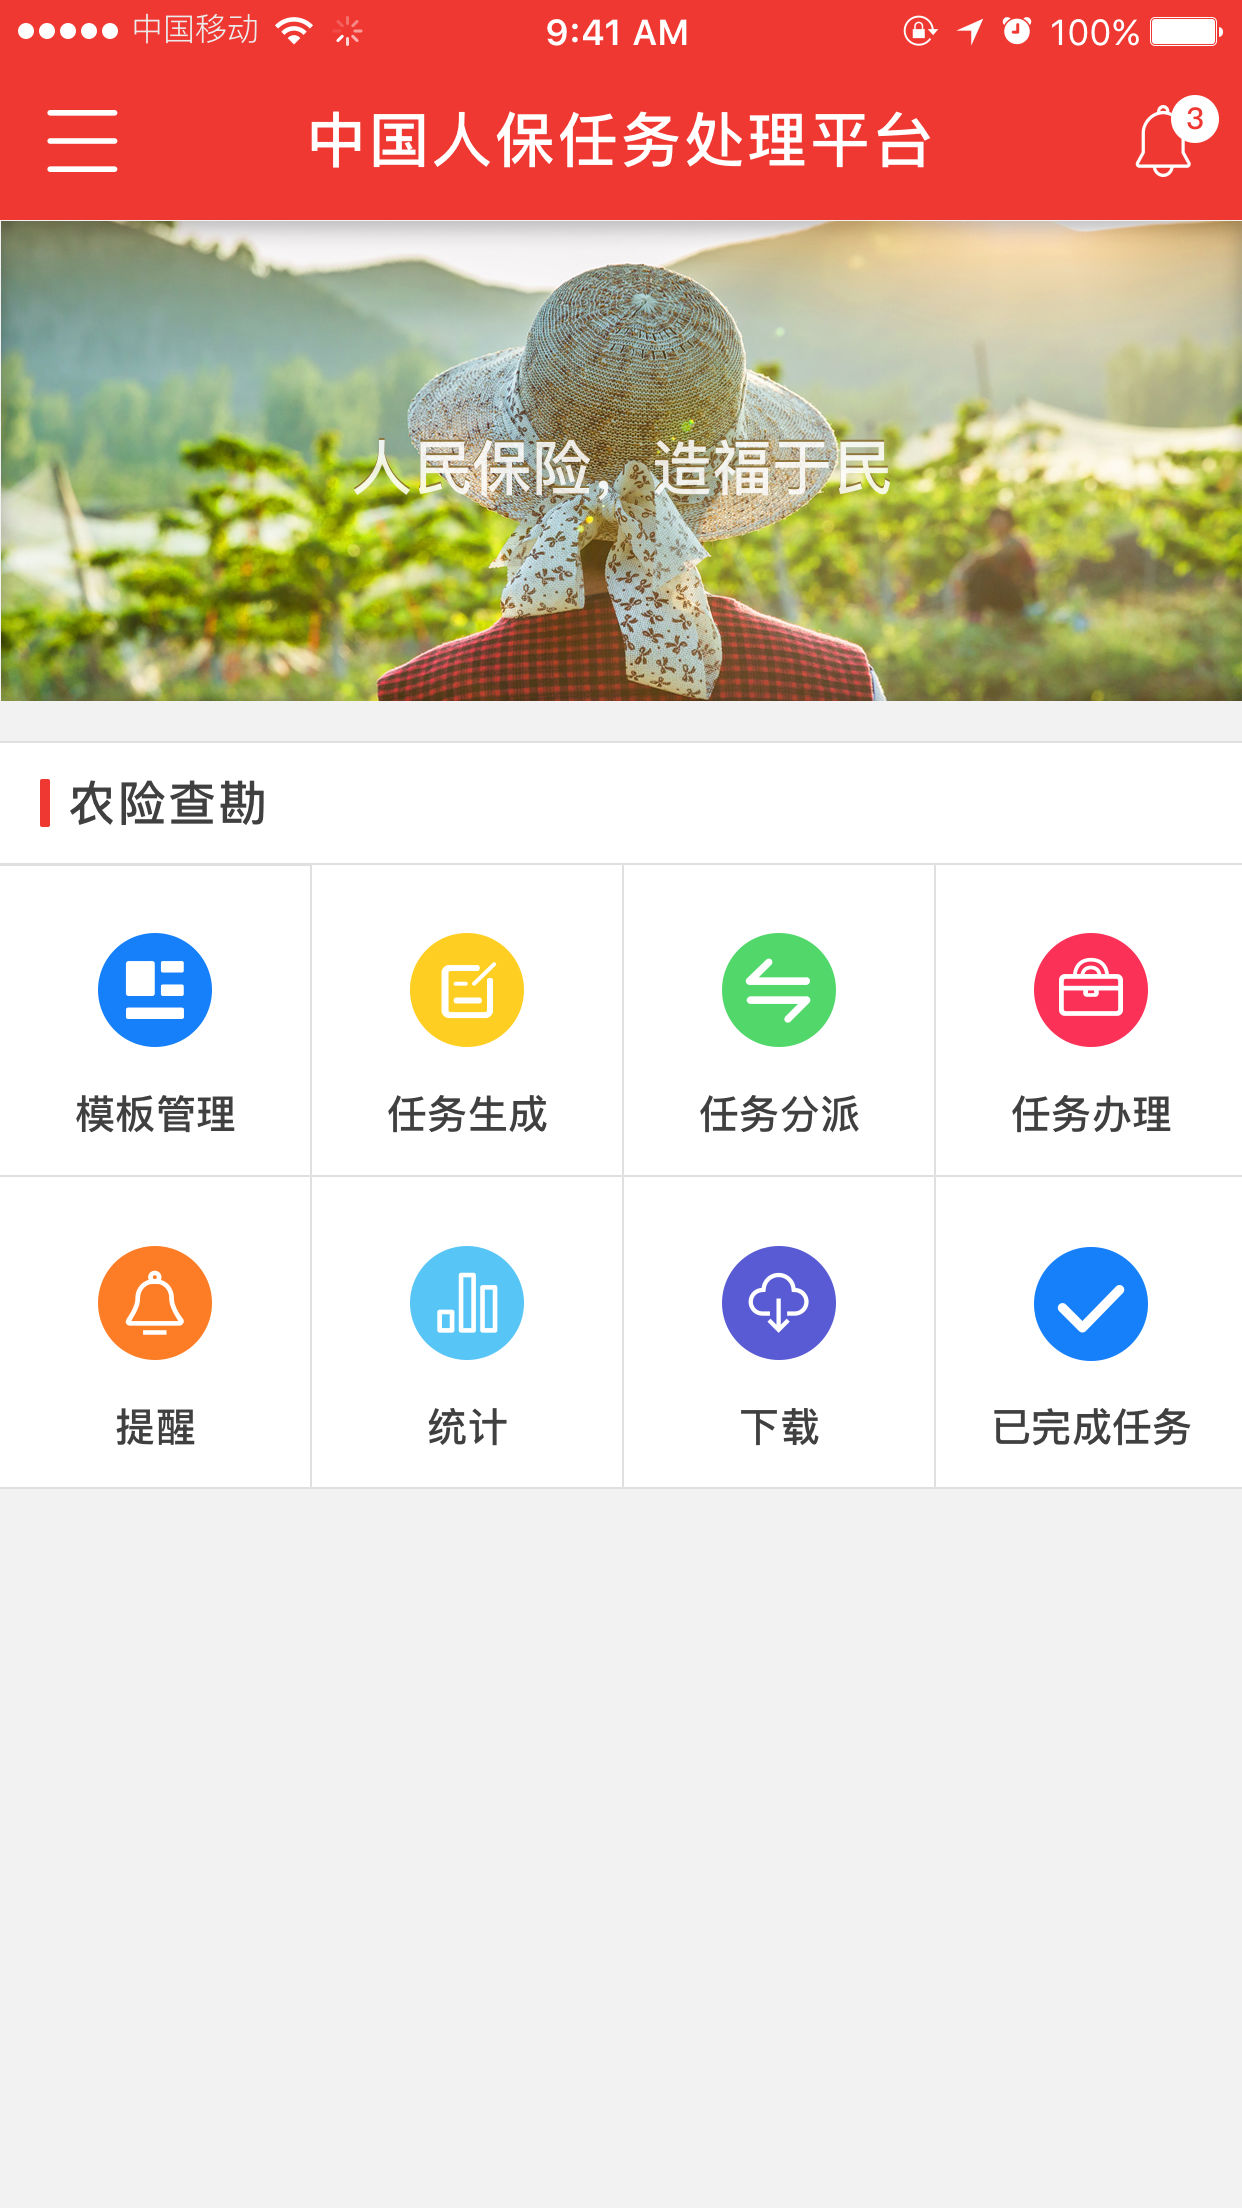 中国移动 9:41 AM 100%
中国人保任务处理平台 3
人民保险，造福于民
农险查勘
模板管理 任务生成 任务分派 任务办理
提醒 统计 下载 已完成任务